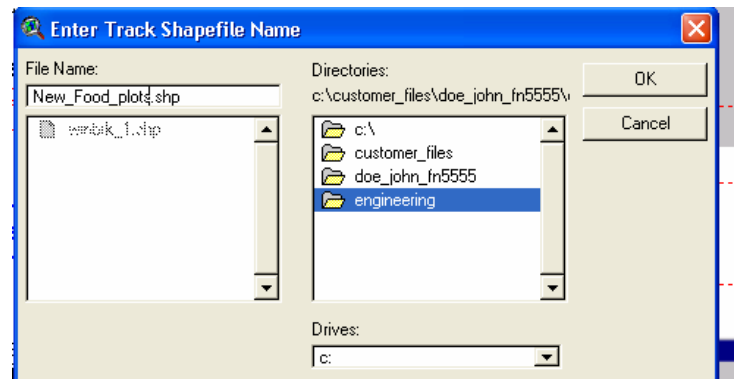 Enter Track Shapefile Name
File Name:
New_Food_plots.shp
Directories:
c:\customer_files\doe_john_fn5555\
c:\
customer_files
doe_john_fn5555
engineering
Drives:
c:
OK
Cancel